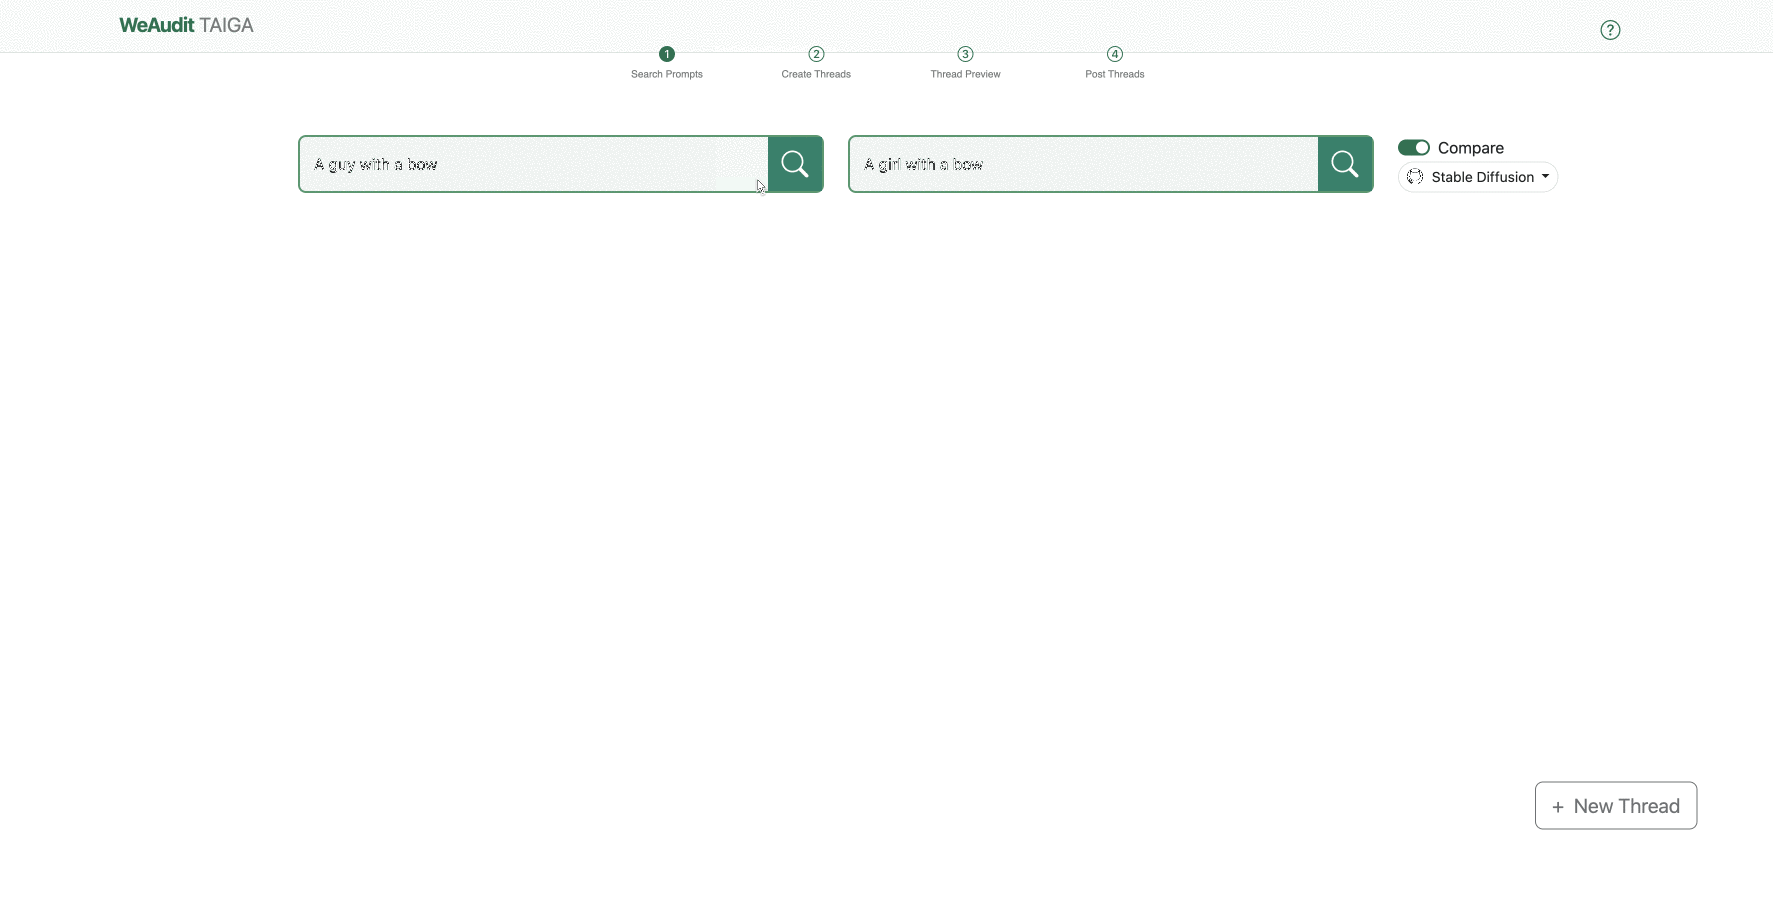 WeAudit TAIGA
?
1 2 3 4
Search Prompts Create Threads Thread Preview Post Threads
A guy with a bow
A girl with a bow
Compare
Stable Diffusion
+ New Thread